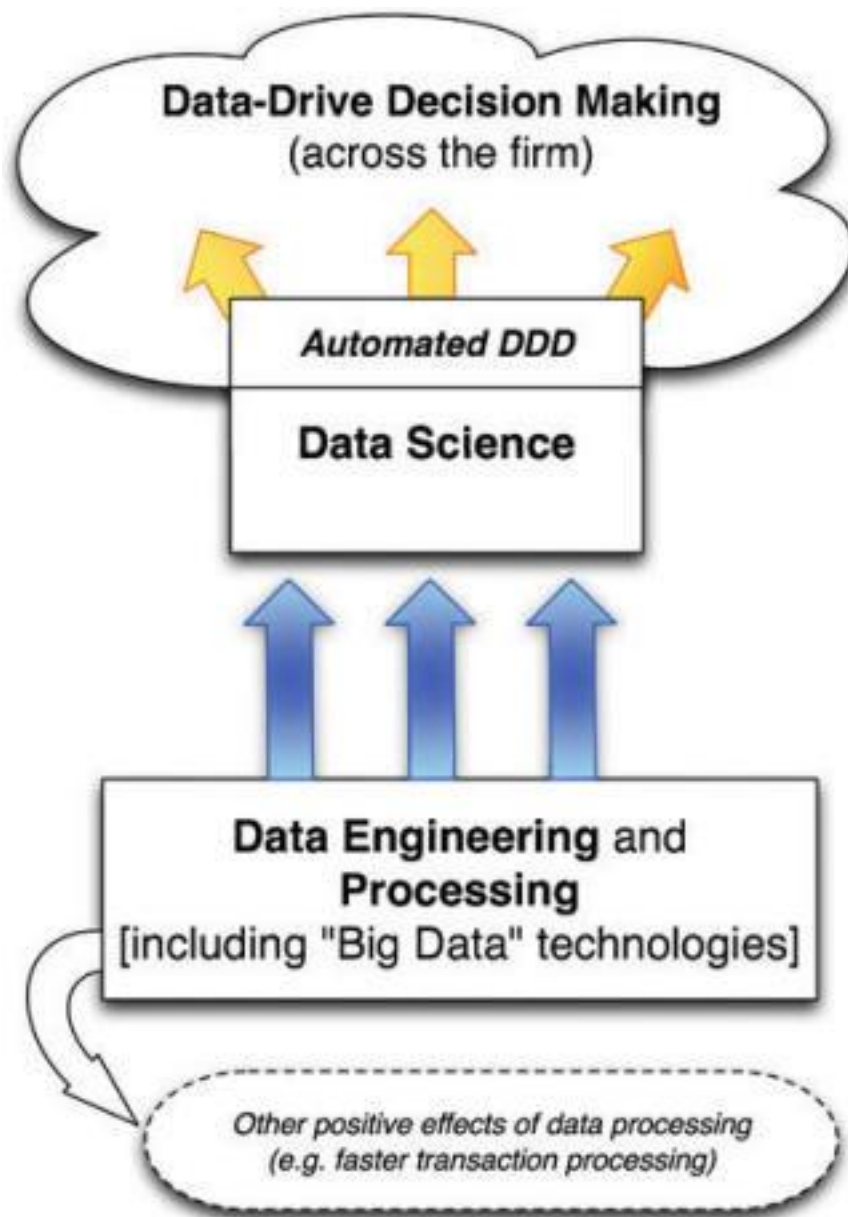 Data-Drive Decision Making
(across the firm)
Automated DDD
Data Science
Data Engineering and
Processing
[including "Big Data" technologies]
Other positive effects of data processing
(e.g. faster transaction processing)